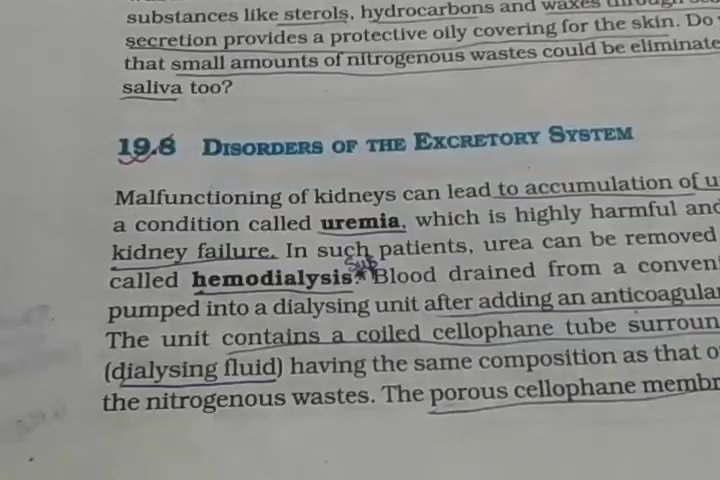 substances like sterols, hydrocarbons and waxes through
secretion provides a protective oily covering for the skin. Do
that small amounts of nitrogenous wastes could be eliminate
saliva too?
19.8 DISORDERS OF THE EXCRETORY SYSTEM
Malfunctioning of kidneys can lead to accumulation of u
a condition called uremia, which is highly harmful and
kidney failure. In such patients, urea can be removed
Sub
called hemodialysis.* Blood drained from a conven
pumped into a dialysing unit after adding an anticoagula
The unit contains a coiled cellophane tube surroun
(dialysing fluid) having the same composition as that o
the nitrogenous wastes. The porous cellophane membr